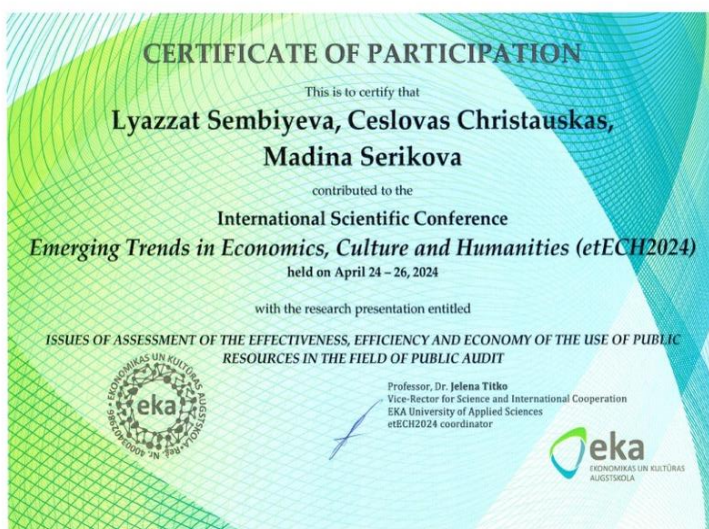 CERTIFICATE OF PARTICIPATION
This is to certify that
Lyazzat Sembiyeva, Ceslovas Christauskas,
Madina Serikova
contributed to the
International Scientific Conference
Emerging Trends in Economics, Culture and Humanities (etECH2024)
held on April 24 – 26, 2024
with the research presentation entitled
ISSUES OF ASSESSMENT OF THE EFFECTIVENESS, EFFICIENCY AND ECONOMY OF THE USE OF PUBLIC
RESOURCES IN THE FIELD OF PUBLIC AUDIT
EKONOMIKAS UN KULTŪRAS AUGSTSKOLA • Reģ. Nr. 40003402986 •
eka
Professor, Dr. Jelena Titko
Vice-Rector for Science and International Cooperation
EKA University of Applied Sciences
etECH2024 coordinator
eka
EKONOMIKAS UN KULTŪRAS
AUGSTSKOLA